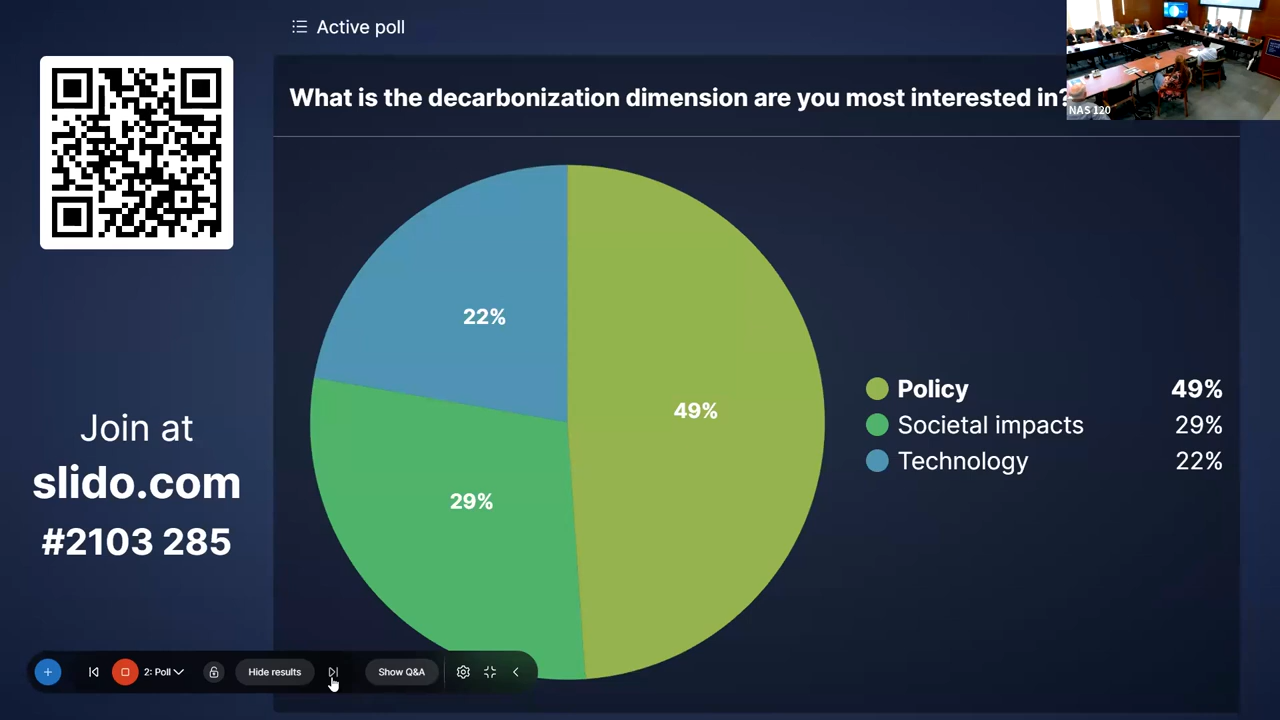 Active poll
What is the decarbonization dimension are you most interested in?
NAS 120
22%
49%
29%
Policy 49%
Societal impacts 29%
Technology 22%
Join at
slido.com
#2103 285
2: Poll
Hide results
Show Q&A